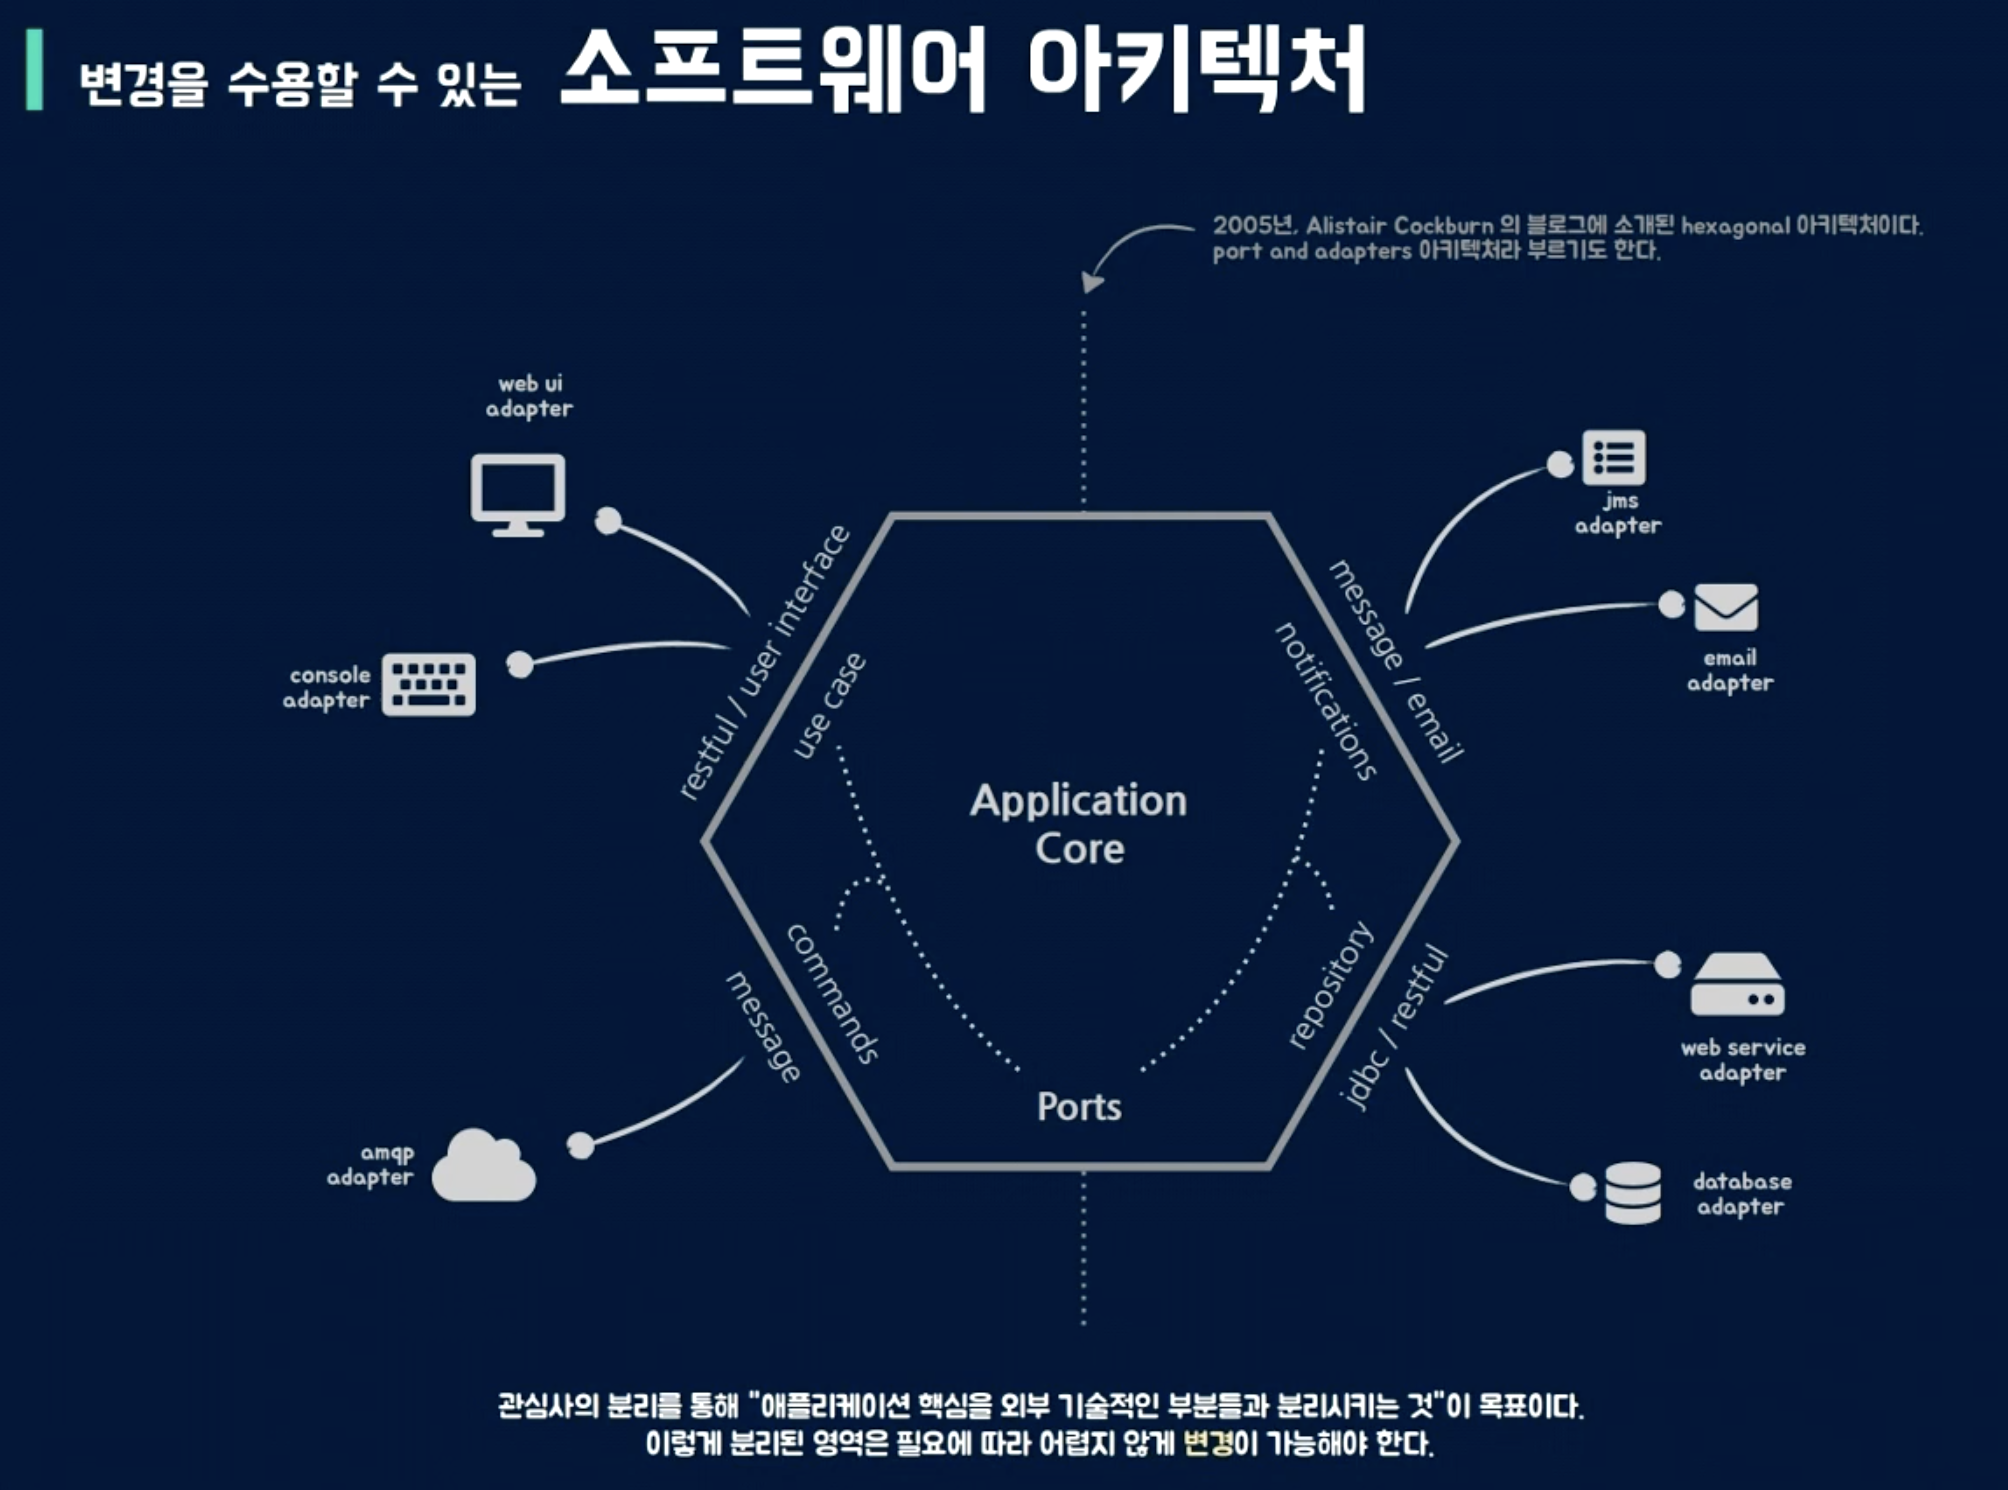 변경을 수용할 수 있는 소프트웨어 아키텍처
2005년, Alistair Cockburn 의 블로그에 소개된 hexagonal 아키텍처이다.
port and adapters 아키텍처라 부르기도 한다.
web ui
adapter
console
adapter
restful / user interface
use case
jms
adapter
message / email
notifications
email
adapter
Application
Core
commands
message
amqp
adapter
repository
jdbc / restful
web service
adapter
Ports
database
adapter
관심사의 분리를 통해 "애플리케이션 핵심을 외부 기술적인 부분들과 분리시키는 것"이 목표이다.
이렇게 분리된 영역은 필요에 따라 어렵지 않게 변경이 가능해야 한다.